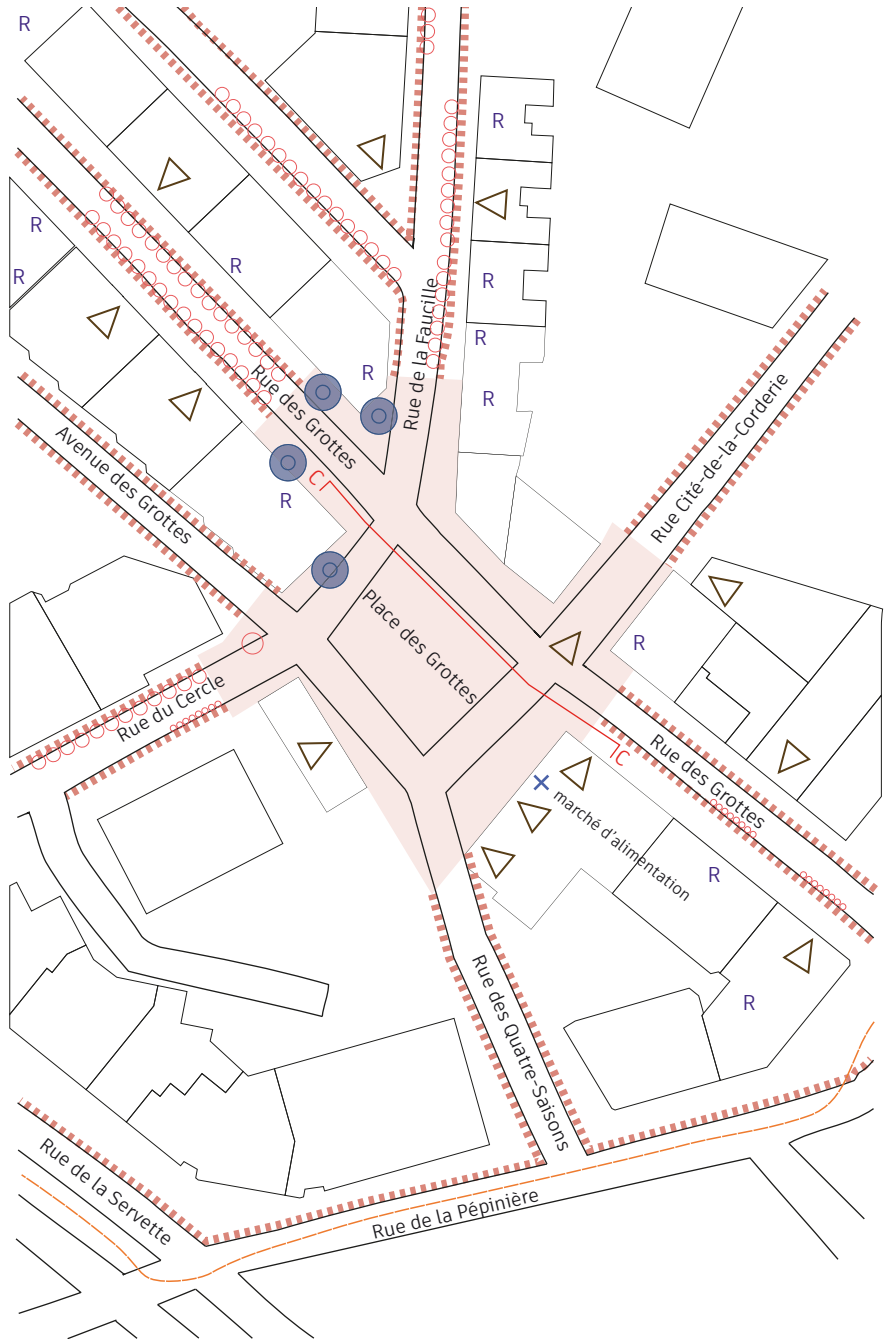 R
R
R
R
R
R
Rue de la Faucille
R
R
Rue des Grottes
R
Rue Cité-de-la-Corderie
Avenue des Grottes
C
R
Place des Grottes
R
Rue du Cercle
C
Rue des Grottes
marché d'alimentation
R
R
Rue des Quatre-Saisons
Rue de la Servette
Rue de la Pépinière